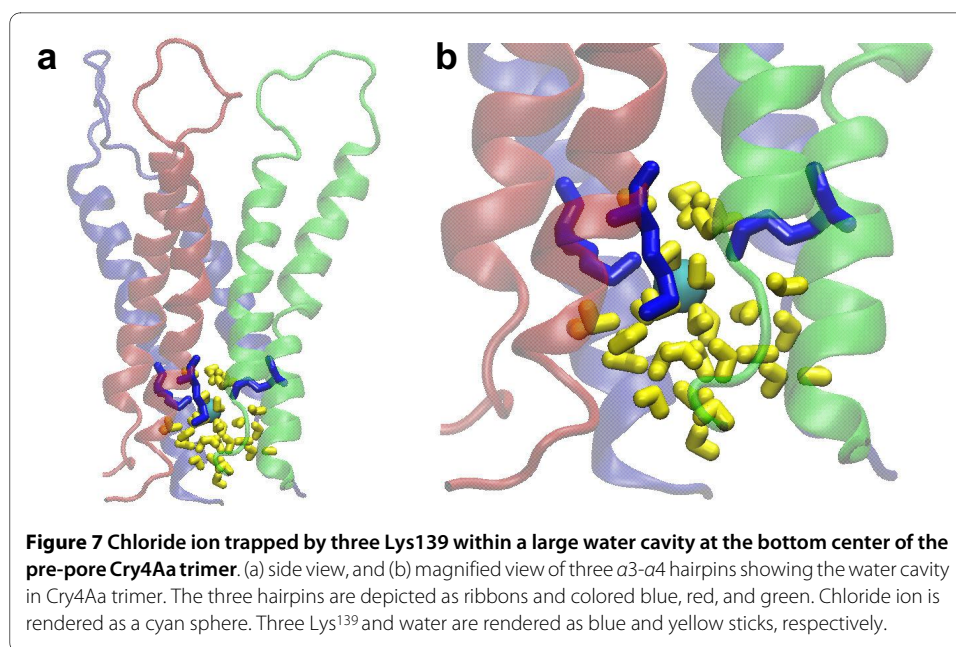 a
b
Figure 7 Chloride ion trapped by three Lys139 within a large water cavity at the bottom center of the
pre-pore Cry4Aa trimer. (a) side view, and (b) magnified view of three α3-α4 hairpins showing the water cavity
in Cry4Aa trimer. The three hairpins are depicted as ribbons and colored blue, red, and green. Chloride ion is
rendered as a cyan sphere. Three Lys¹³⁹ and water are rendered as blue and yellow sticks, respectively.